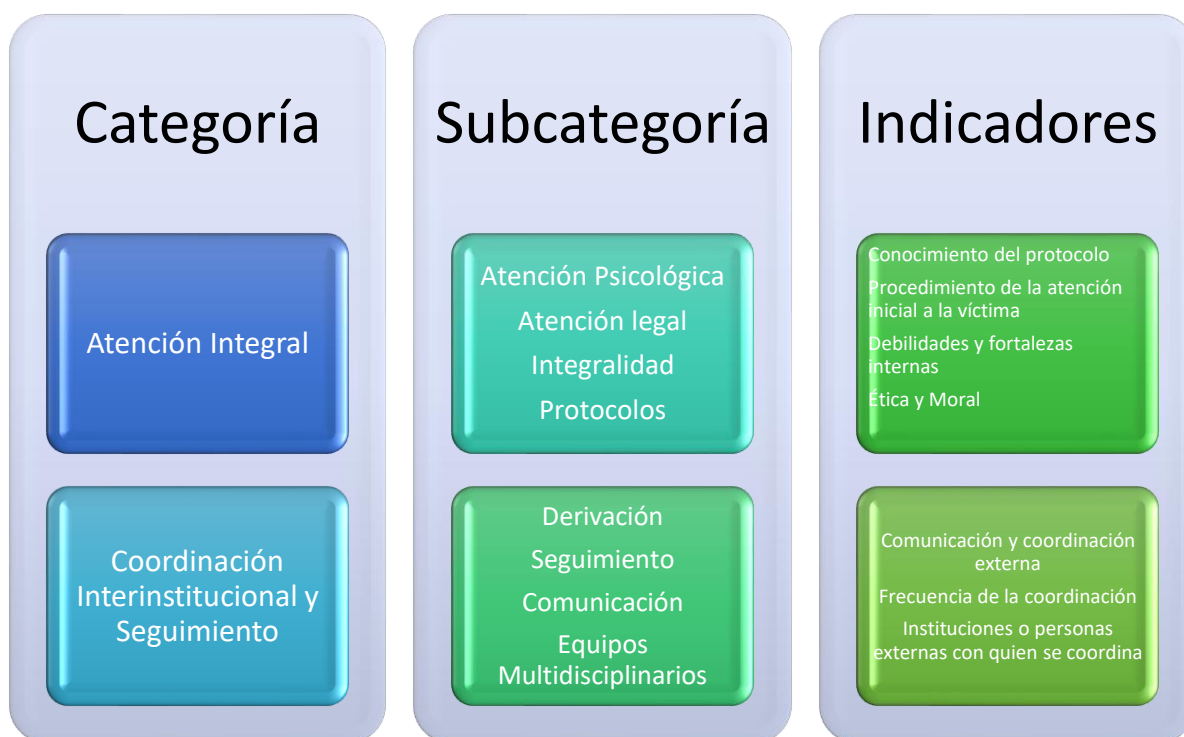 Categoría
Atención Integral
Coordinación
Interinstitucional y
Seguimiento
Subcategoría
Atención Psicológica
Atención legal
Integralidad
Protocolos
Derivación
Seguimiento
Comunicación
Equipos
Multidisciplinarios
Indicadores
Conocimiento del protocolo
Procedimiento de la atención
inicial a la víctima
Debilidades y fortalezas
internas
Ética y Moral
Comunicación y coordinación
externa
Frecuencia de la coordinación
Instituciones o personas
externas con quien se coordina